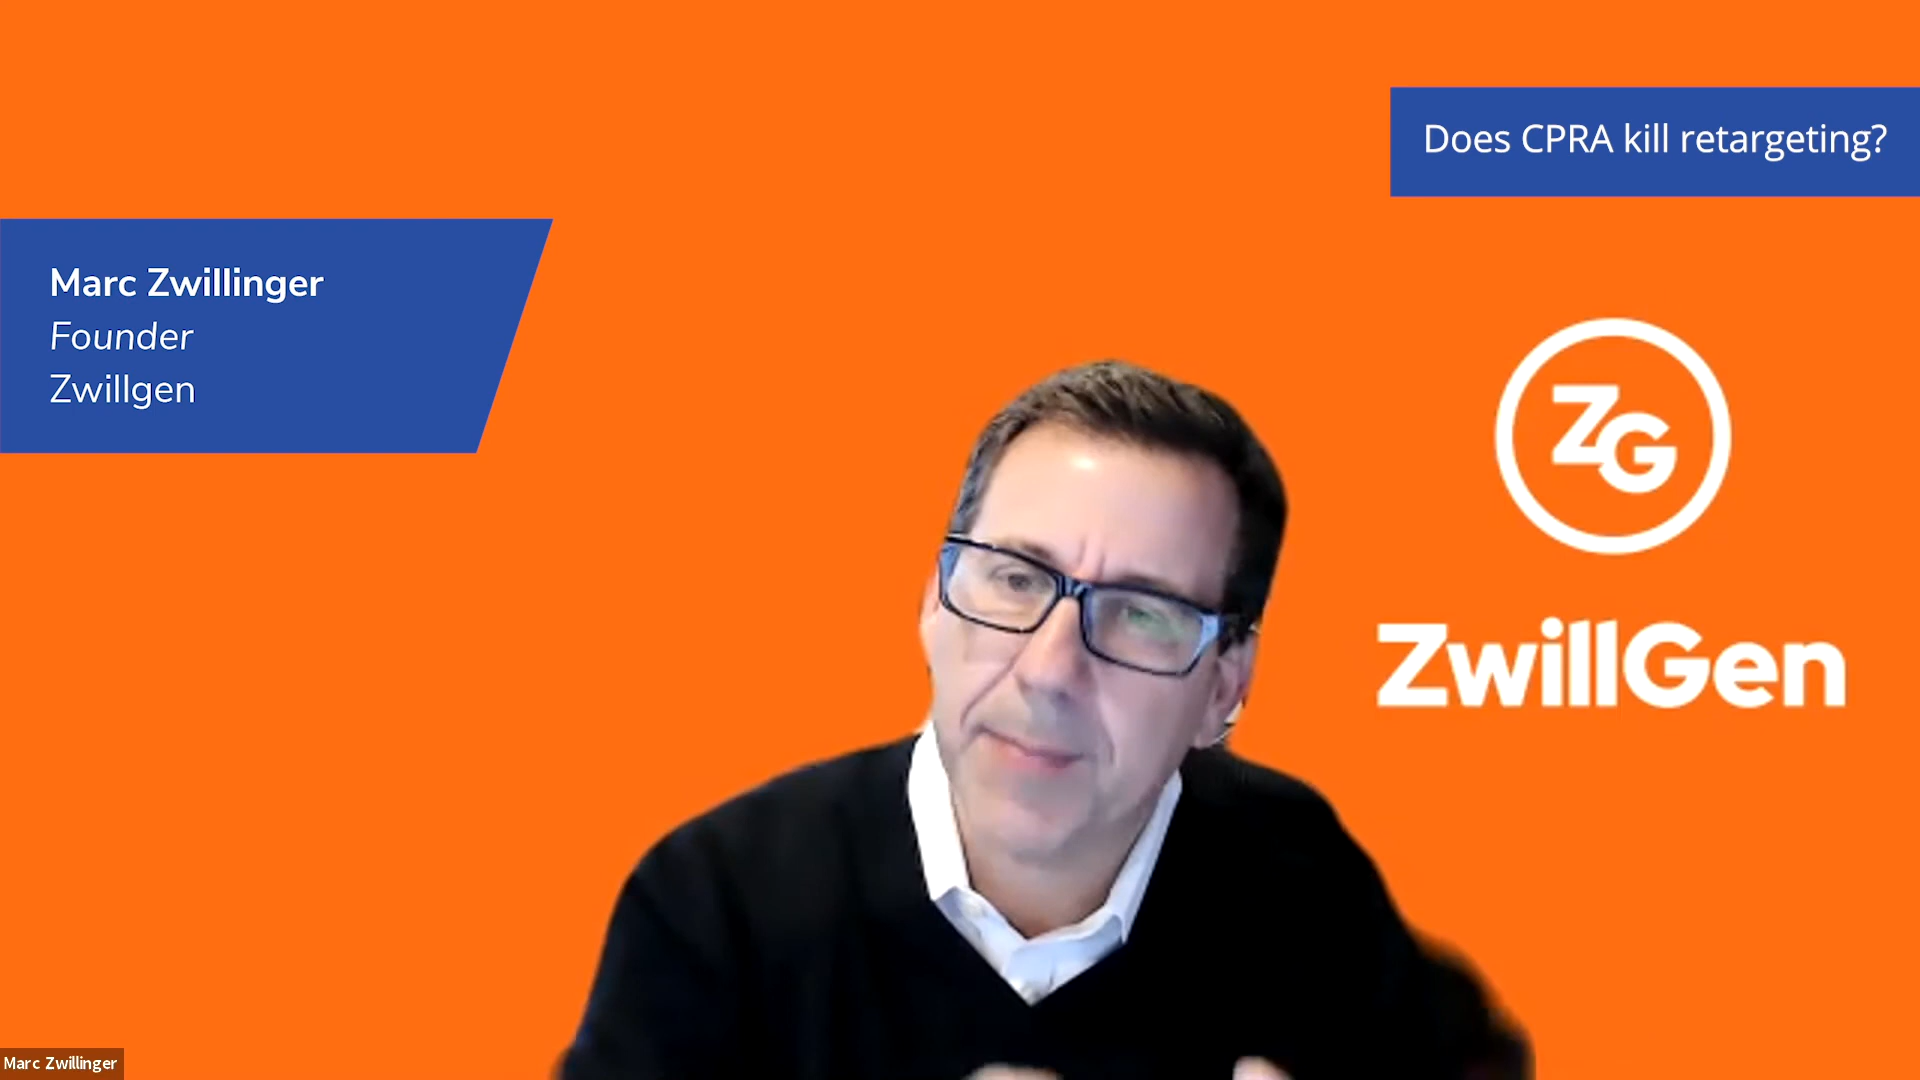 Does CPRA kill retargeting?
Marc Zwillinger
Founder
Zwillgen
ZG
ZwillGen
Marc Zwillinger